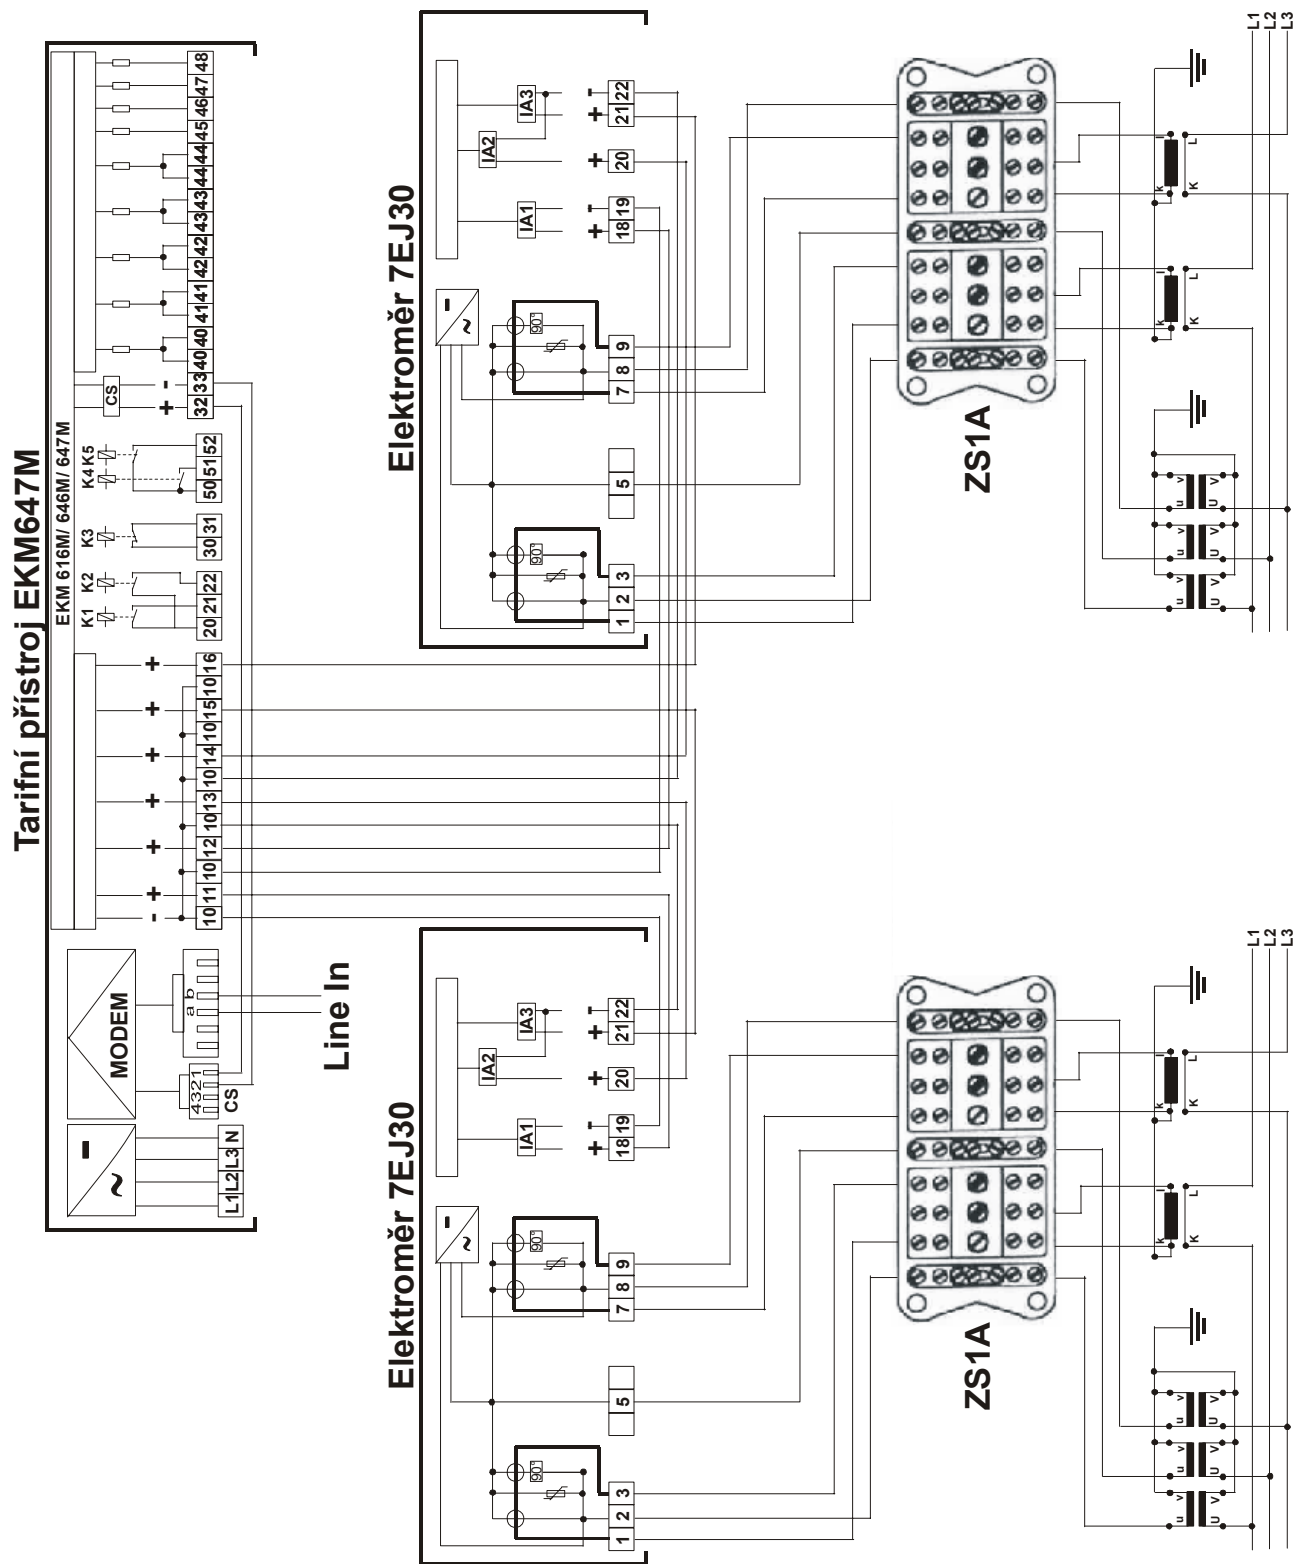 Tarifní přístroj EKM647M
EKM 616M/ 646M/ 647M
MODEM
~ -
L1 L2 L3 N
4 3 2 1
CS
a b
Line In
- + + + + + +
10 11 10 12 10 13 10 14 10 15 10 16
K1 K2 K3 K4 K5
20 21 22
30 31
50 51 52
CS
+ -
32 33 40 40 41 41 42 42 43 43 44 44 45 46 47 48
Elektroměr 7EJ30
~ -
90° 90°
1 2 3 5 7 8 9
IA1 IA2 IA3
+ - + + -
18 19 20 21 22
ZS1A
u v u v u v
U V U V U V
k l k l
K L K L
L1
L2
L3
Elektroměr 7EJ30
~ -
90° 90°
1 2 3 5 7 8 9
IA1 IA2 IA3
+ - + + -
18 19 20 21 22
ZS1A
u v u v u v
U V U V U V
k l k l
K L K L
L1
L2
L3